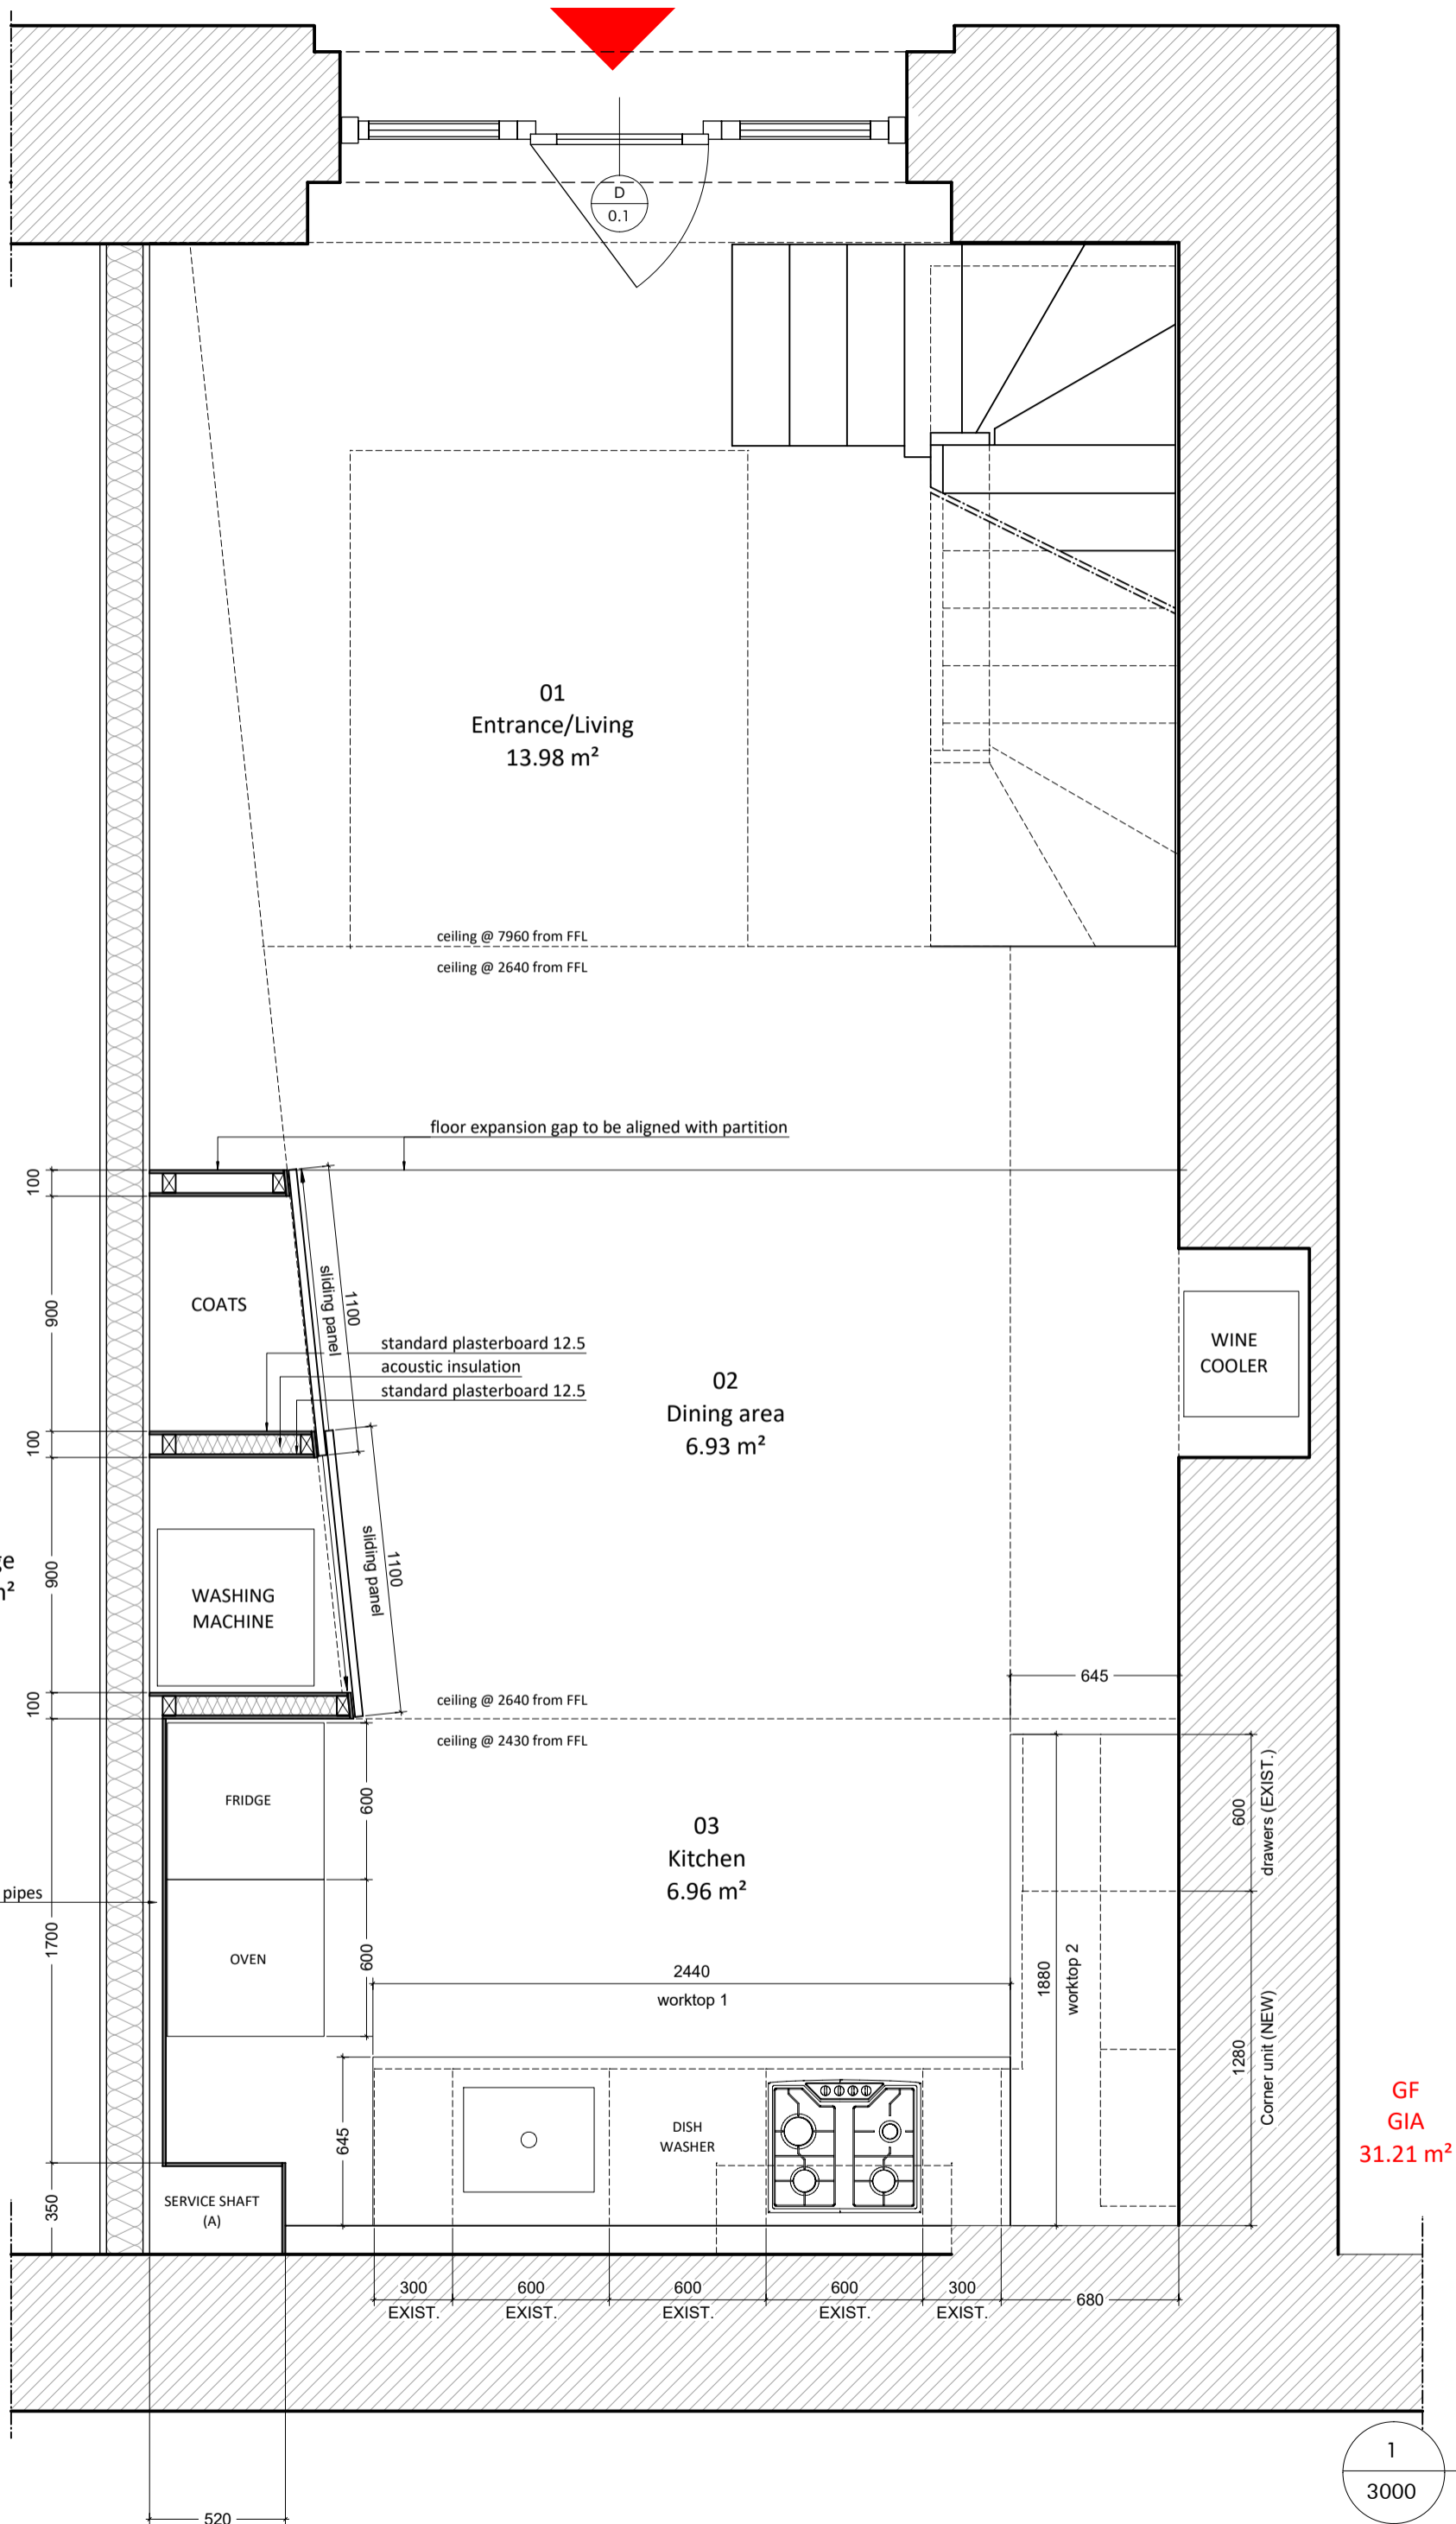 D
0.1
01
Entrance/Living
13.98 m²
ceiling @ 7960 from FFL
ceiling @ 2640 from FFL
floor expansion gap to be aligned with partition
100
900
COATS
sliding panel
1100
standard plasterboard 12.5
acoustic insulation
standard plasterboard 12.5
WINE
COOLER
02
Dining area
6.93 m²
100
900
WASHING
MACHINE
sliding panel
1100
m²
100
645
ceiling @ 2640 from FFL
ceiling @ 2430 from FFL
FRIDGE
600
03
Kitchen
6.96 m²
600
drawers (EXIST.)
pipes
1700
OVEN
600
2440
worktop 1
1880
worktop 2
1280
Corner unit (NEW)
GF
GIA
31.21 m²
645
DISH
WASHER
350
SERVICE SHAFT
(A)
300
EXIST.
600
EXIST.
600
EXIST.
600
EXIST.
300
EXIST.
680
520
1
3000